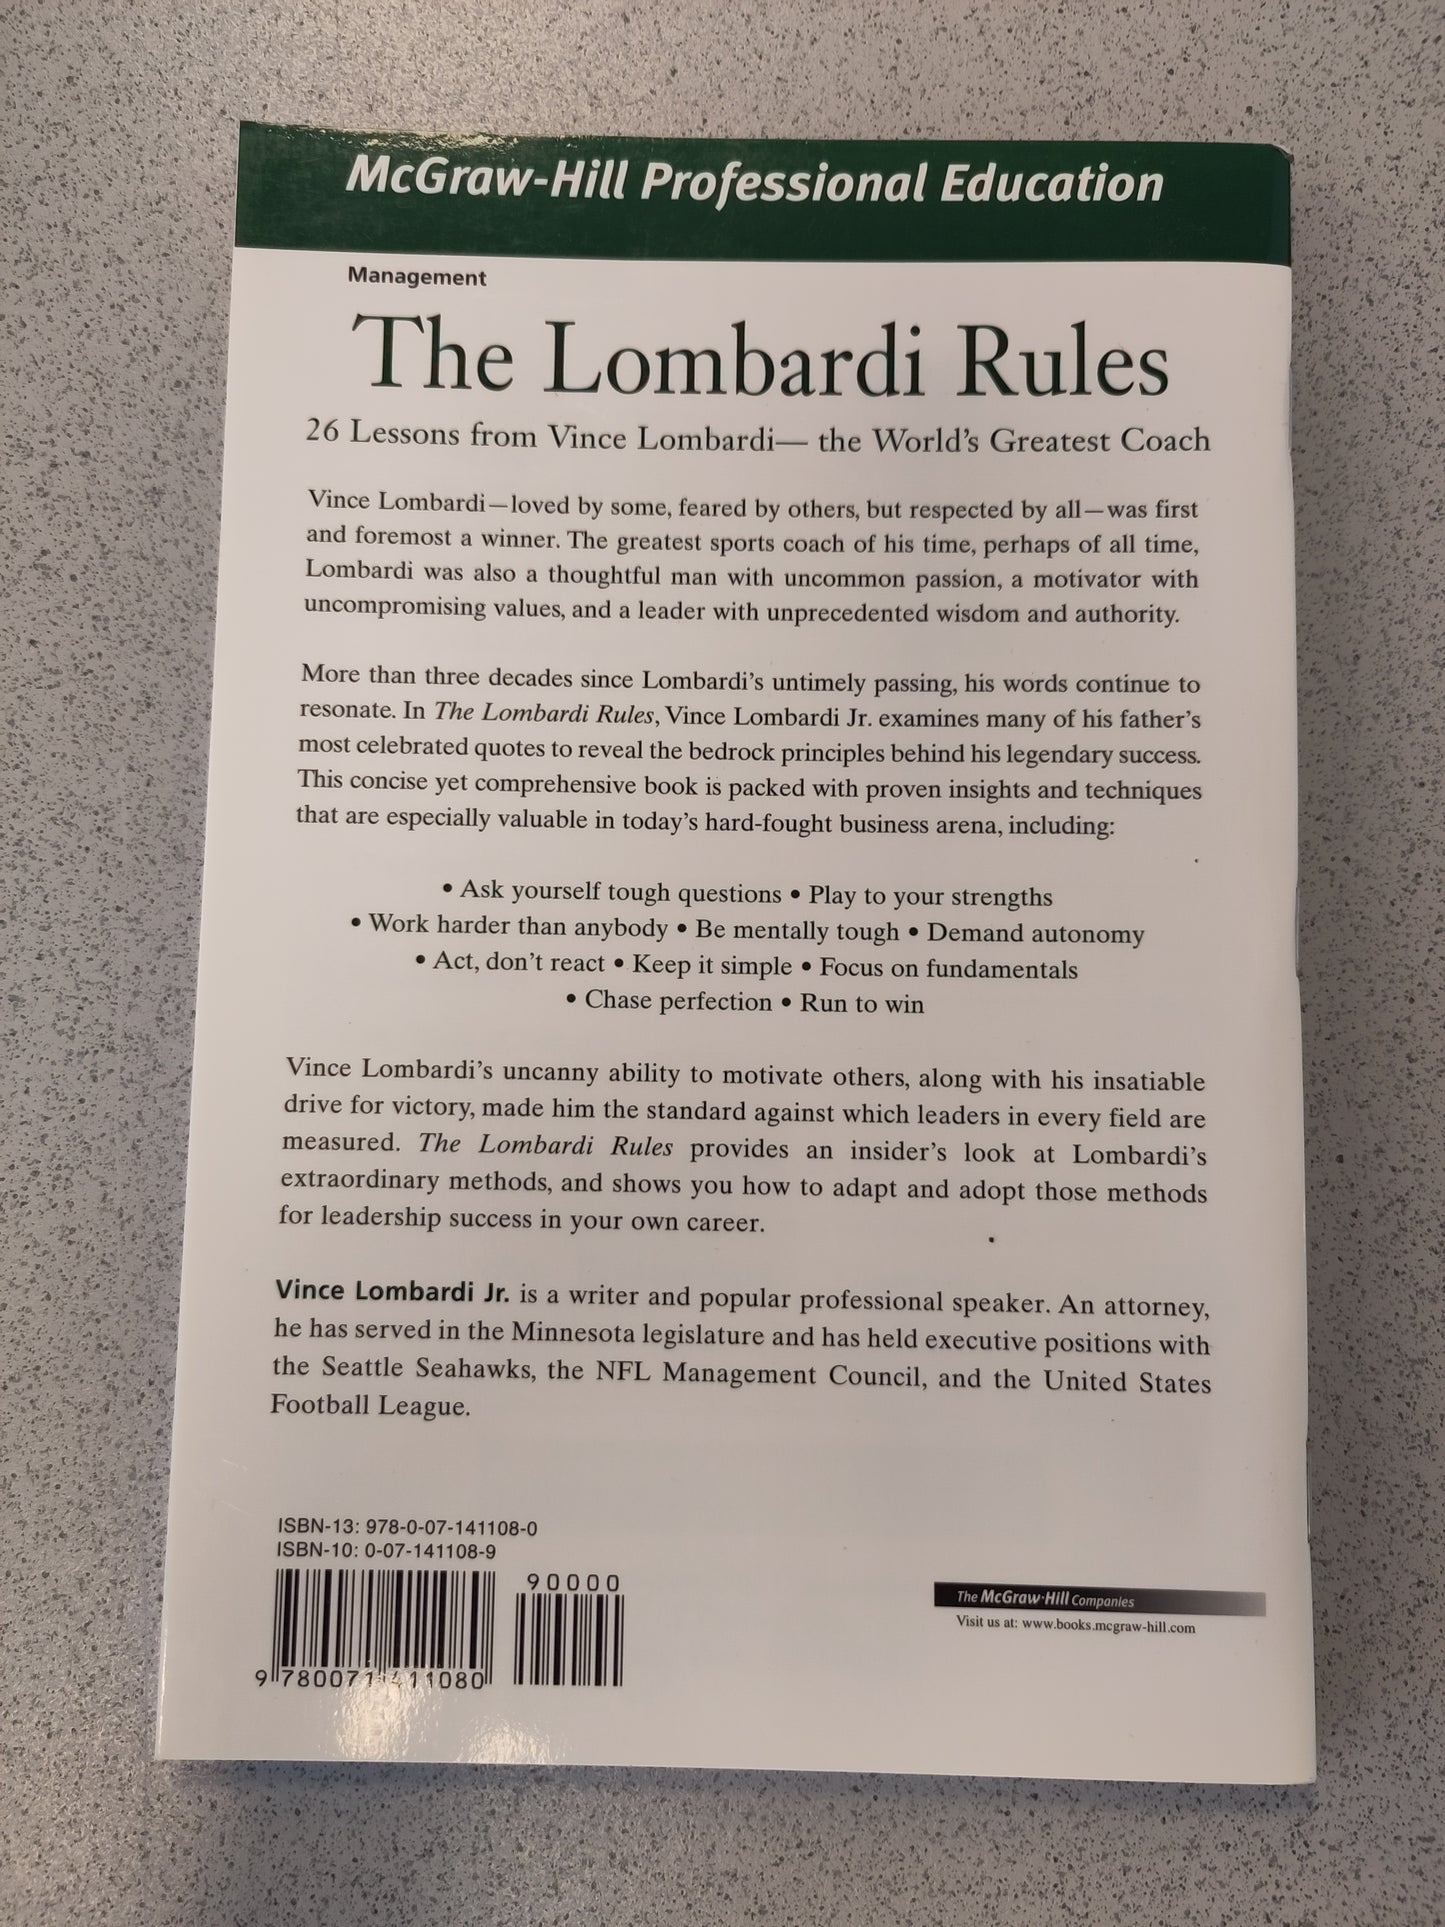 McGraw-Hill Professional Education
Management
The Lombardi Rules
26 Lessons from Vince Lombardi— the World's Greatest Coach
Vince Lombardi—loved by some, feared by others, but respected by all—was first
and foremost a winner. The greatest sports coach of his time, perhaps of all time,
Lombardi was also a thoughtful man with uncommon passion, a motivator with
uncompromising values, and a leader with unprecedented wisdom and authority.
More than three decades since Lombardi's untimely passing, his words continue to
resonate. In The Lombardi Rules, Vince Lombardi Jr. examines many of his father's
most celebrated quotes to reveal the bedrock principles behind his legendary success.
This concise yet comprehensive book is packed with proven insights and techniques
that are especially valuable in today's hard-fought business arena, including:
• Ask yourself tough questions • Play to your strengths
• Work harder than anybody • Be mentally tough • Demand autonomy
• Act, don't react • Keep it simple • Focus on fundamentals
• Chase perfection • Run to win
Vince Lombardi's uncanny ability to motivate others, along with his insatiable
drive for victory, made him the standard against which leaders in every field are
measured. The Lombardi Rules provides an insider's look at Lombardi's
extraordinary methods, and shows you how to adapt and adopt those methods
for leadership success in your own career.
Vince Lombardi Jr. is a writer and popular professional speaker. An attorney,
he has served in the Minnesota legislature and has held executive positions with
the Seattle Seahawks, the NFL Management Council, and the United States
Football League.
ISBN-13: 978-0-07-141108-0
ISBN-10: 0-07-141108-9
90000
9 780071 411080
The McGraw·Hill Companies
Visit us at: www.books.mcgraw-hill.com